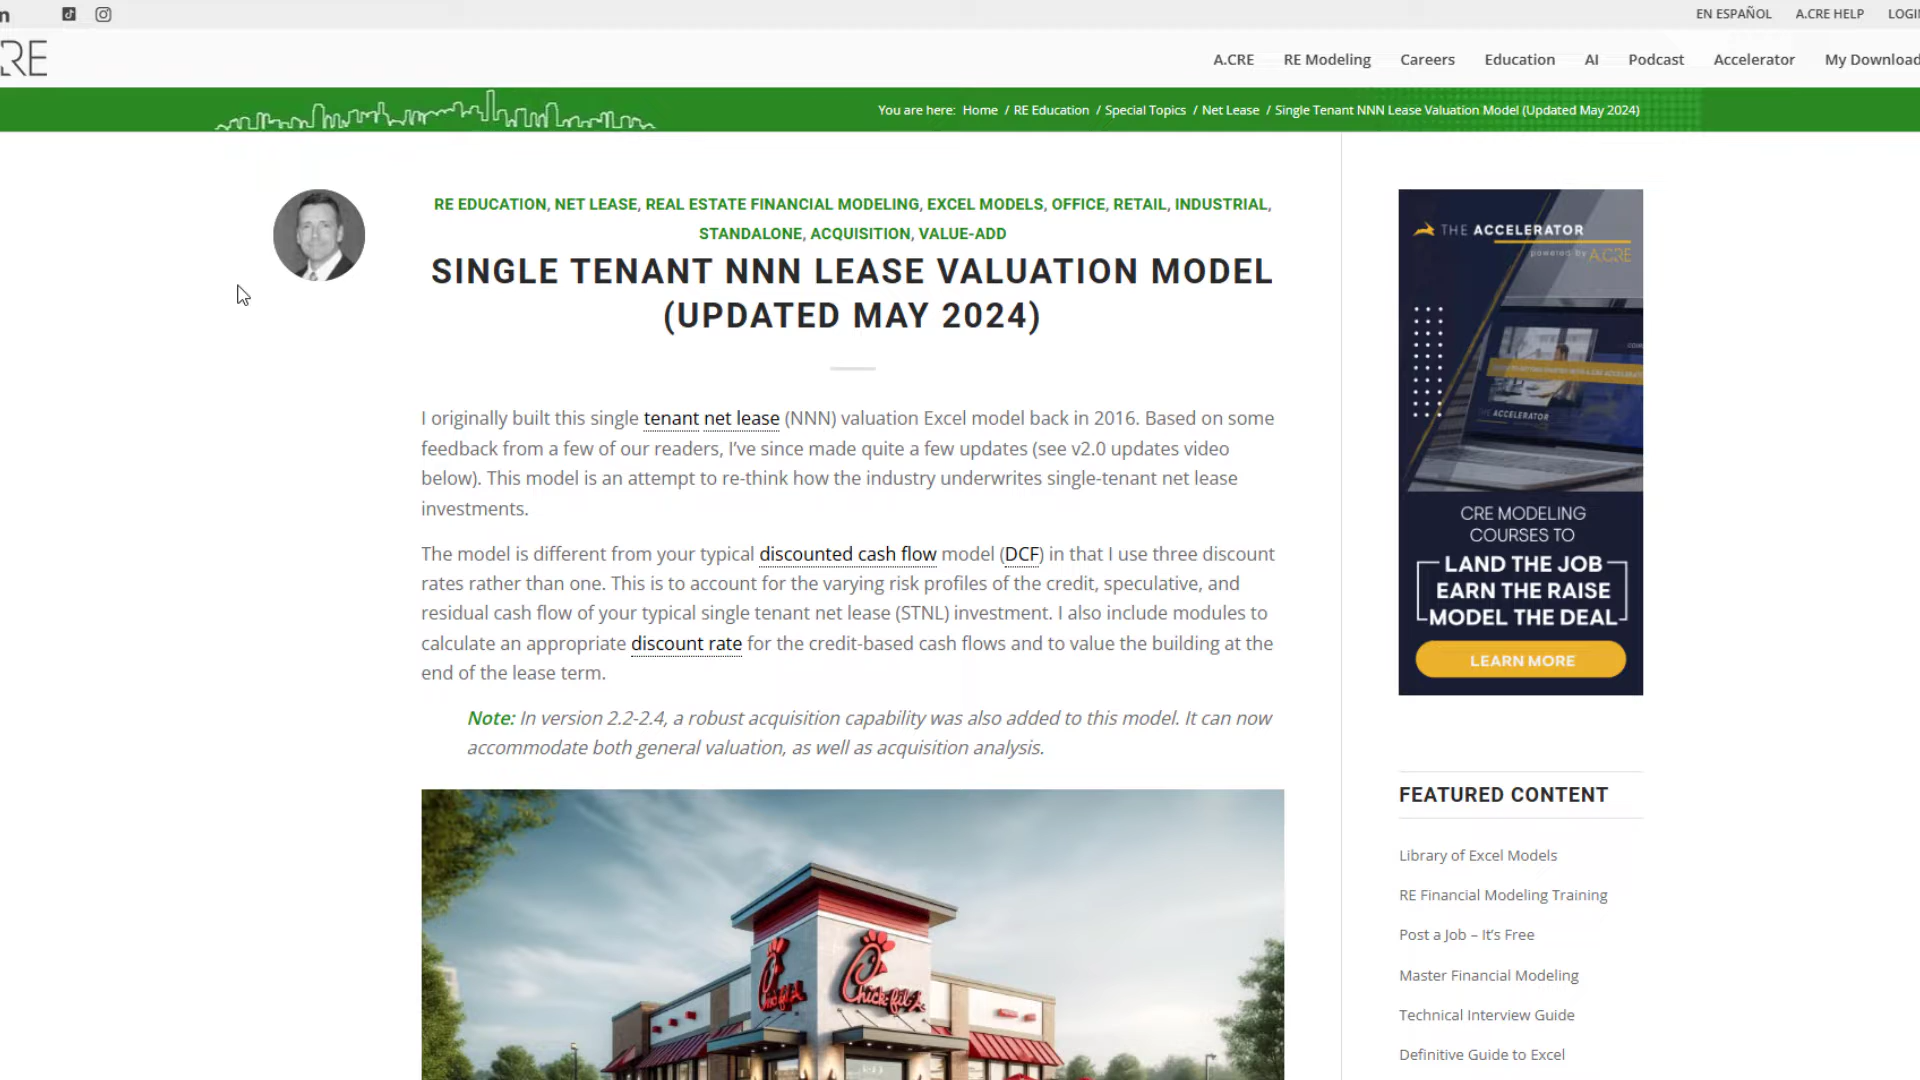 EN ESPAÑOL A.CRE HELP
A.CRE RE Modeling Careers Education AI Podcast Accelerator My Download
You are here: Home / RE Education / Special Topics / Net Lease / Single Tenant NNN Lease Valuation Model (Updated May 2024)
RE EDUCATION, NET LEASE, REAL ESTATE FINANCIAL MODELING, EXCEL MODELS, OFFICE, RETAIL, INDUSTRIAL,
STANDALONE, ACQUISITION, VALUE-ADD
SINGLE TENANT NNN LEASE VALUATION MODEL
(UPDATED MAY 2024)
I originally built this single tenant net lease (NNN) valuation Excel model back in 2016. Based on some
feedback from a few of our readers, I've since made quite a few updates (see v2.0 updates video
below). This model is an attempt to re-think how the industry underwrites single-tenant net lease
investments.
The model is different from your typical discounted cash flow model (DCF) in that I use three discount
rates rather than one. This is to account for the varying risk profiles of the credit, speculative, and
residual cash flow of your typical single tenant net lease (STNL) investment. I also include modules to
calculate an appropriate discount rate for the credit-based cash flows and to value the building at the
end of the lease term.
Note: In version 2.2-2.4, a robust acquisition capability was also added to this model. It can now
accommodate both general valuation, as well as acquisition analysis.
Chick-fil-A
THE ACCELERATOR
powered by A.CRE
THE ACCELERATOR
CRE MODELING
COURSES TO
LAND THE JOB
EARN THE RAISE
MODEL THE DEAL
LEARN MORE
FEATURED CONTENT
Library of Excel Models
RE Financial Modeling Training
Post a Job – It's Free
Master Financial Modeling
Technical Interview Guide
Definitive Guide to Excel